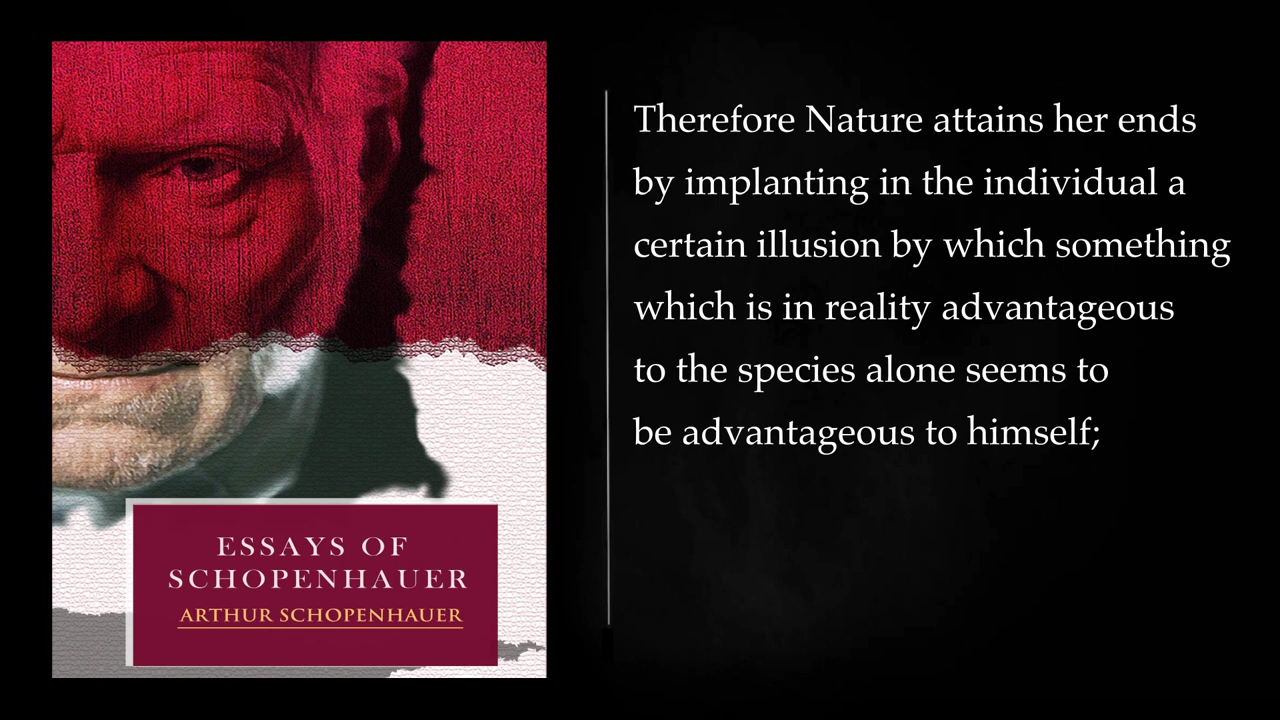 ESSAYS OF
SCHOPENHAUER
ARTHUR SCHOPENHAUER
Therefore Nature attains her ends
by implanting in the individual a
certain illusion by which something
which is in reality advantageous
to the species alone seems to
be advantageous to himself;